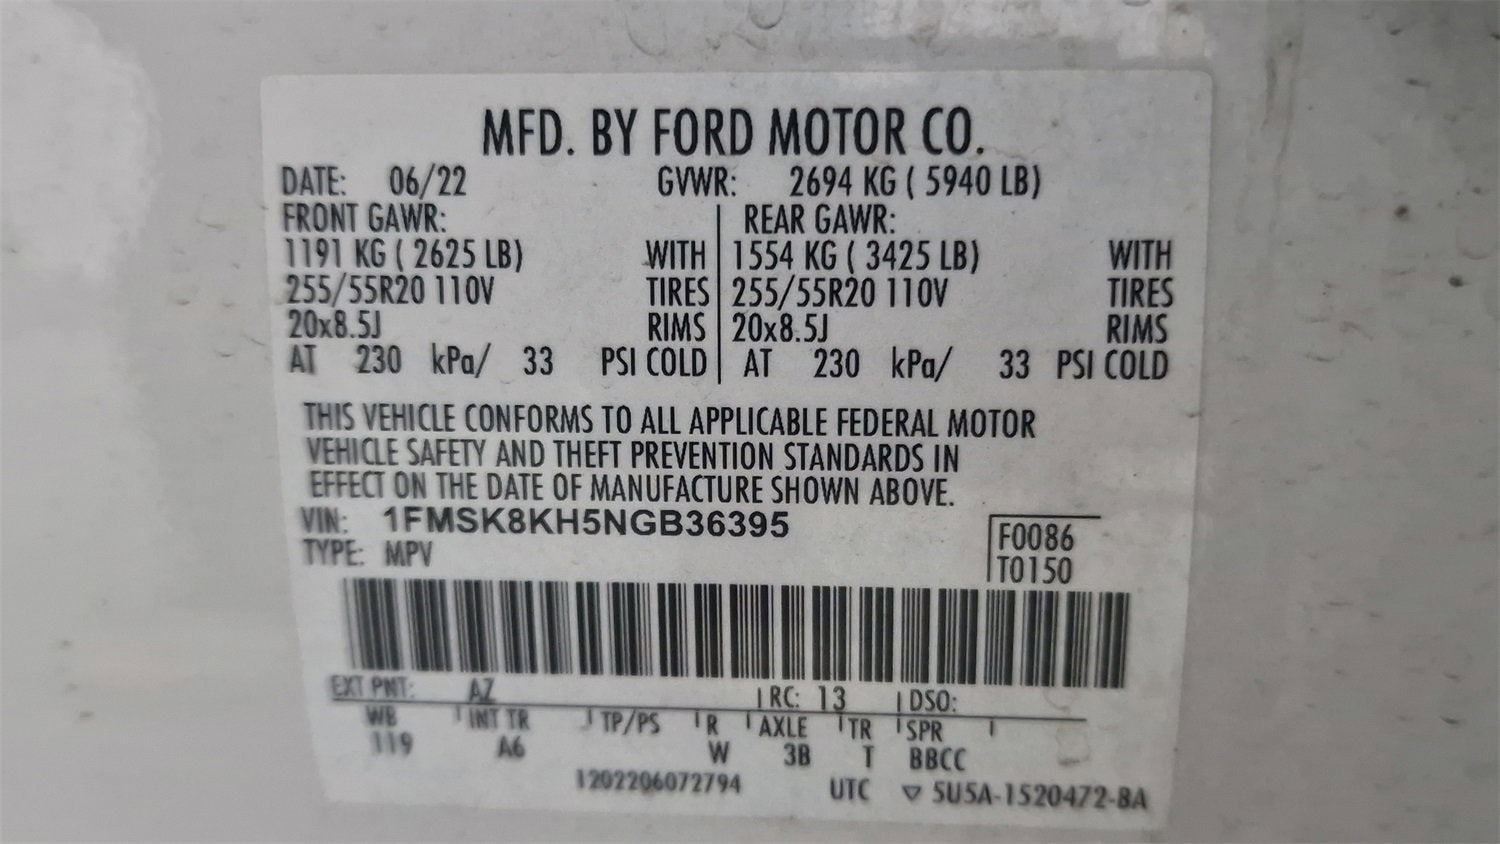 MFD. BY FORD MOTOR CO.
DATE: 06/22 GVWR: 2694 KG ( 5940 LB)
FRONT GAWR: REAR GAWR:
1191 KG ( 2625 LB) WITH 1554 KG ( 3425 LB) WITH
255/55R20 110V TIRES 255/55R20 110V TIRES
20x8.5J RIMS 20x8.5J RIMS
AT 230 kPa/ 33 PSI COLD AT 230 kPa/ 33 PSI COLD
THIS VEHICLE CONFORMS TO ALL APPLICABLE FEDERAL MOTOR
VEHICLE SAFETY AND THEFT PREVENTION STANDARDS IN
EFFECT ON THE DATE OF MANUFACTURE SHOWN ABOVE.
VIN: 1FMSK8KH5NGB36395
F0086
TYPE: MPV
T0150
EXT PNT: AZ RC: 13 DSO:
WB INT TR TP/PS R AXLE TR SPR
119 A6 W 3B T BBCC
1202206072794 UTC ▽ 5U5A-1520472-BA